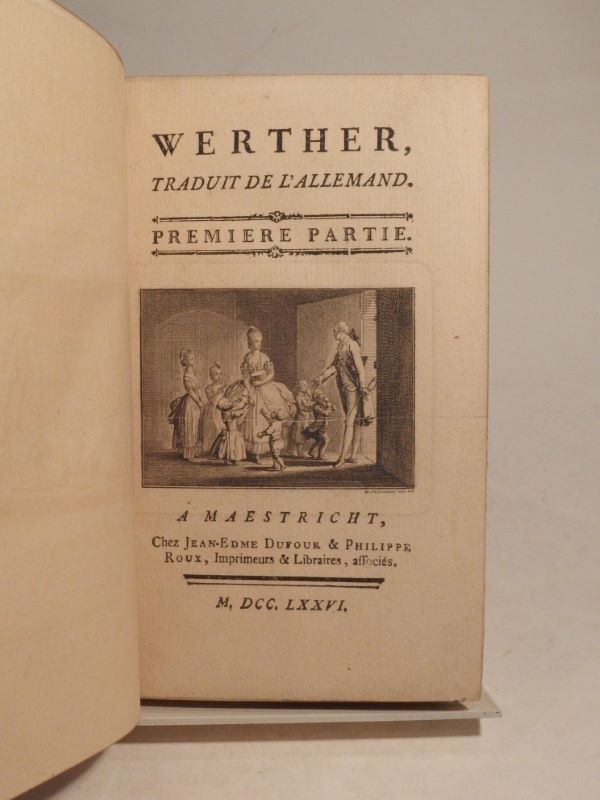 WERTHER,
TRADUIT DE L'ALLEMAND.
PREMIERE PARTIE.
A MAESTRICHT,
Chez JEAN-EDME DUFOUR & PHILIPPE
ROUX, Imprimeurs & Libraires, aſſociés.
M. DCC. LXXVI.